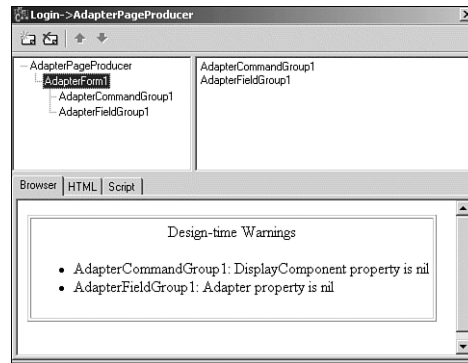 Login->AdapterPageProducer
AdapterPageProducer
AdapterForm1
AdapterCommandGroup1
AdapterFieldGroup1
AdapterCommandGroup1
AdapterFieldGroup1
Browser HTML Script
Design-time Warnings
• AdapterCommandGroup1: DisplayComponent property is nil
• AdapterFieldGroup1: Adapter property is nil